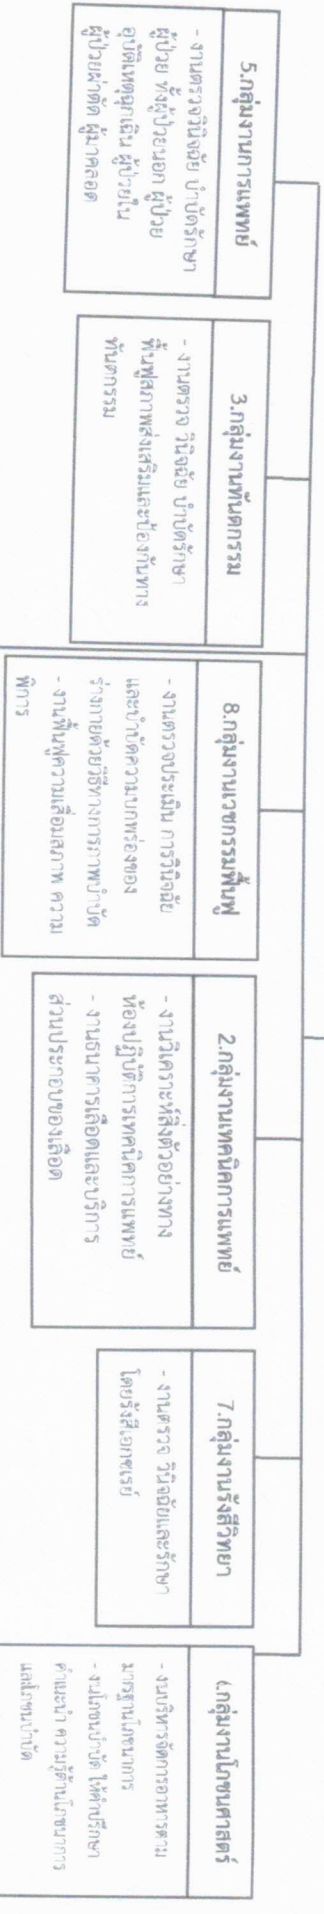 5.กลุ่มงานการแพทย์
- งานตรวจวินิจฉัย บำบัดรักษา
ผู้ป่วย ทั้งผู้ป่วยนอก ผู้ป่วย
อุบัติเหตุฉุกเฉิน ผู้ป่วยใน
ผู้ป่วยผ่าตัด ผู้มาคลอด
3.กลุ่มงานทันตกรรม
- งานตรวจ วินิจฉัย บำบัดรักษา
ฟื้นฟูสภาพส่งเสริมและป้องกันทาง
ทันตกรรม
8.กลุ่มงานเวชกรรมฟื้นฟู
- งานตรวจประเมิน การวินิจฉัย
และบำบัดความบกพร่องของ
ร่างกายด้วยวิธีทางกายภาพบำบัด
- งานฟื้นฟูความเสื่อมสภาพ ความ
พิการ
2.กลุ่มงานเทคนิคการแพทย์
- งานวิเคราะห์สิ่งตัวอย่างทาง
ห้องปฏิบัติการเทคนิคการแพทย์
- งานธนาคารเลือดและบริการ
ส่วนประกอบของเลือด
7.กลุ่มงานรังสีวิทยา
- งานตรวจ วินิจฉัยและรักษา
โดยรังสีเอกซเรย์
6.กลุ่มงานโภชนศาสตร์
- งานบริหารจัดการอาหารตาม
มาตรฐานโภชนาการ
- งานโภชนบำบัด ให้คำปรึกษา
คำแนะนำ ความรู้ด้านโภชนาการ
และโภชนบำบัด